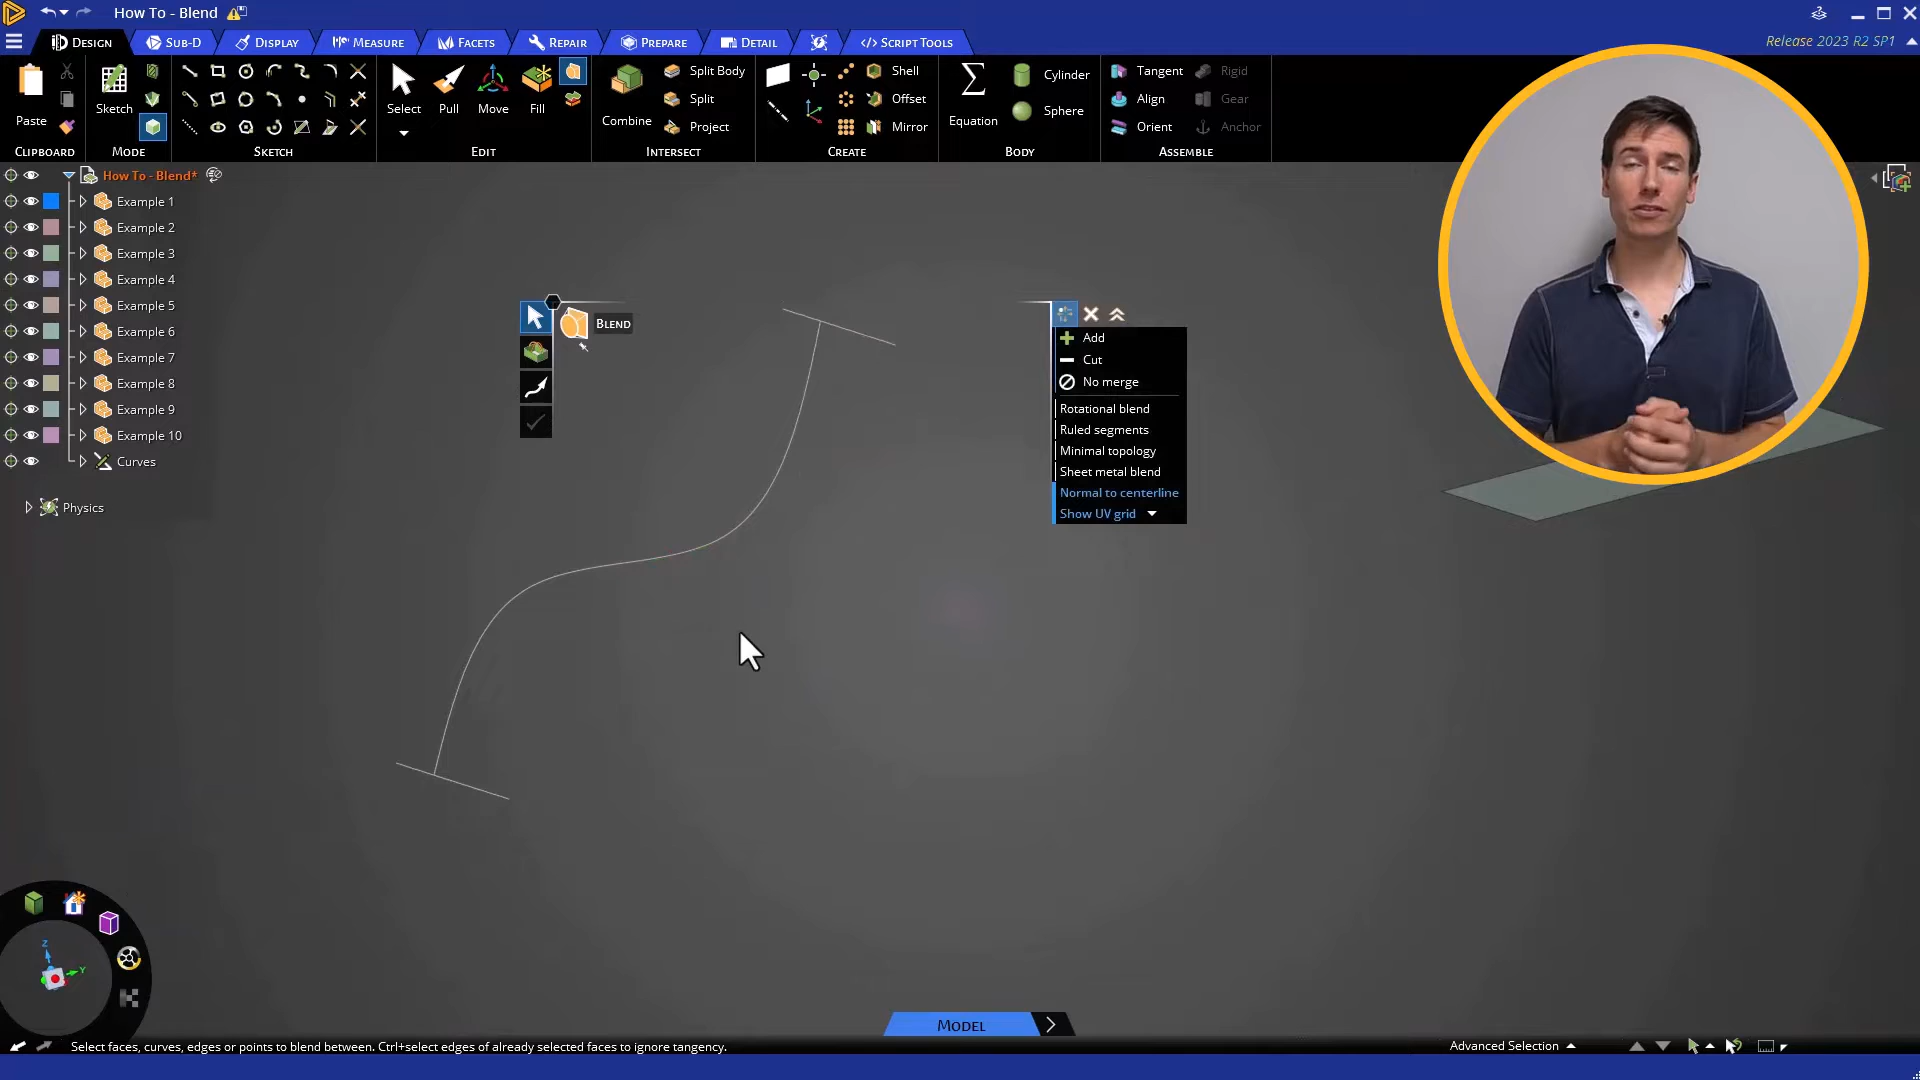 How To - Blend
Design
Sub-D
Display
Measure
Facets
Repair
Prepare
Detail
</> Script Tools
Release 2023 R2 SP1
Paste
Clipboard
Sketch
Mode
Sketch
Select
Pull
Move
Fill
Edit
Combine
Split Body
Split
Project
Intersect
Shell
Offset
Mirror
Create
Equation
Cylinder
Sphere
Body
Tangent
Align
Orient
Rigid
Gear
Anchor
Assemble
How To - Blend*
Example 1
Example 2
Example 3
Example 4
Example 5
Example 6
Example 7
Example 8
Example 9
Example 10
Curves
Physics
Blend
Add
Cut
No merge
Rotational blend
Ruled segments
Minimal topology
Sheet metal blend
Normal to centerline
Show UV grid
Z
Y
Model
Select faces, curves, edges or points to blend between. Ctrl+select edges of already selected faces to ignore tangency.
Advanced Selection